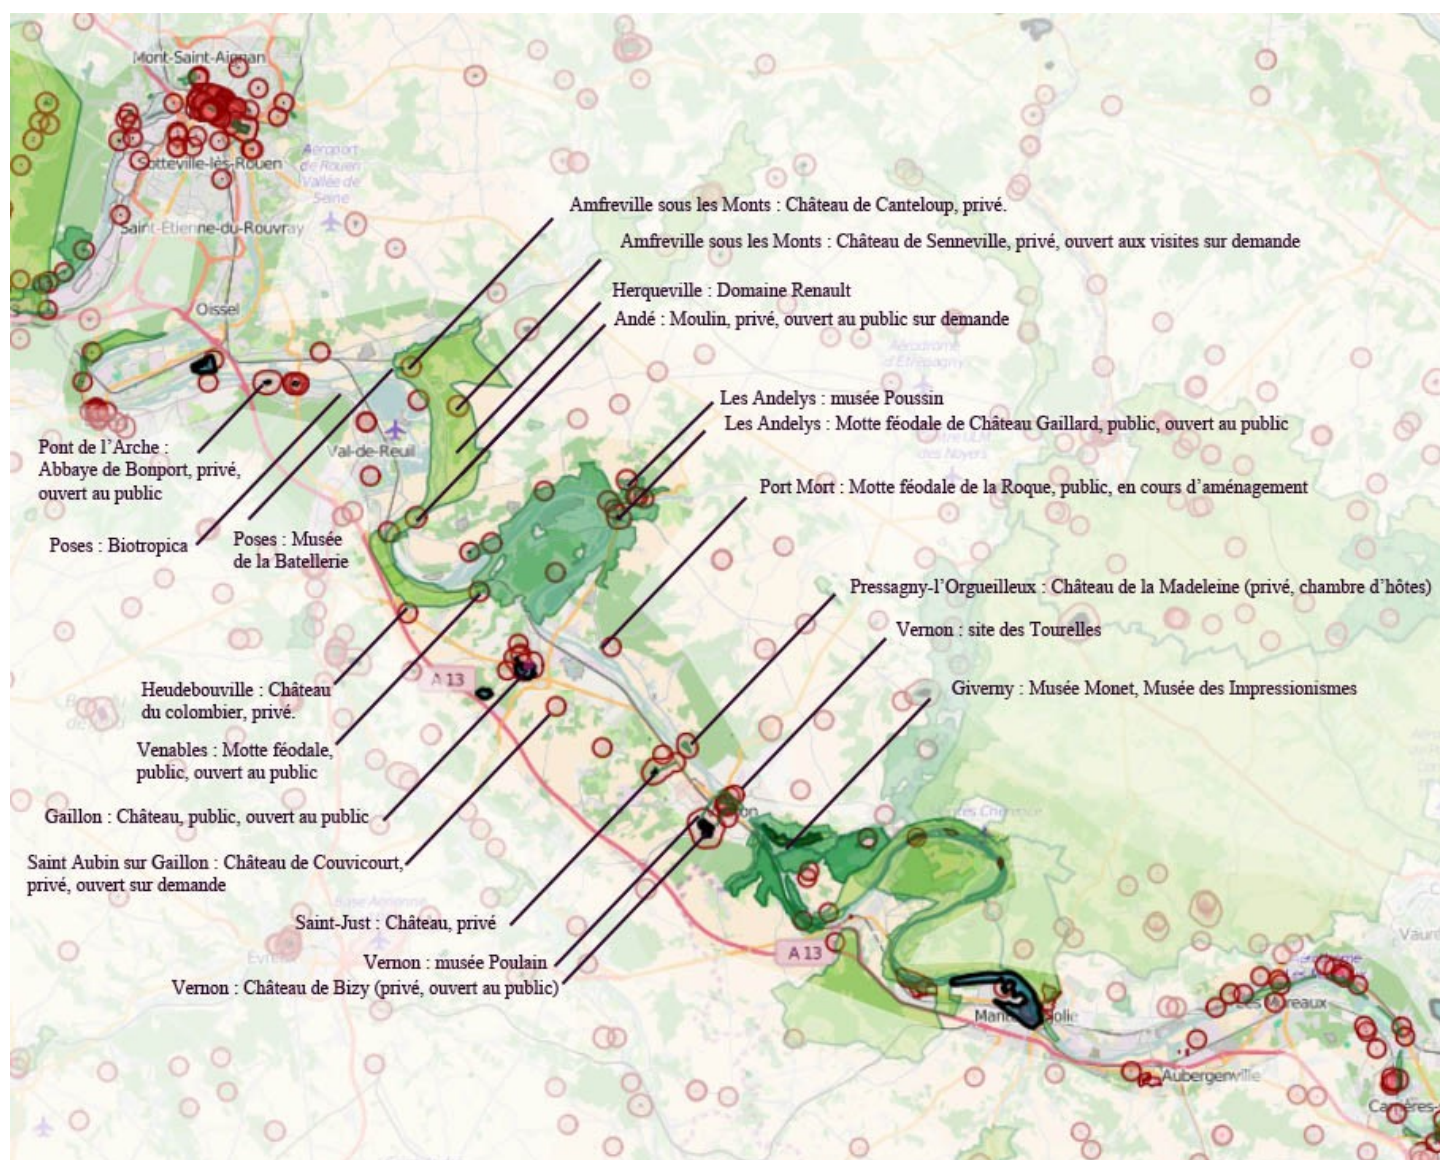 Mont-Saint-Aignan
Sotteville-lès-Rouen
Aéroport
de Rouen
Vallée de
Seine
Amfreville sous les Monts : Château de Canteloup, privé.
Saint-Etienne-du-Rouvray
Amfreville sous les Monts : Château de Senneville, privé, ouvert aux visites sur demande
Herqueville : Domaine Renault
Oissel
Andé : Moulin, privé, ouvert au public sur demande
Aérodrome
d'Étrépagny
Les Andelys : musée Poussin
Les Andelys : Motte féodale de Château Gaillard, public, ouvert au public
Pont de l'Arche :
Abbaye de Bonport, privé,
ouvert au public
Val-de-Reuil
Port Mort : Motte féodale de la Roque, public, en cours d'aménagement
Poses : Biotropica
Poses : Musée
de la Batellerie
Pressagny-l'Orgueilleux : Château de la Madeleine (privé, chambre d'hôtes)
Vernon : site des Tourelles
A 13
Heudebouville : Château
du colombier, privé.
Giverny : Musée Monet, Musée des Impressionismes
Venables : Motte féodale,
public, ouvert au public
Gaillon : Château, public, ouvert au public
Saint Aubin sur Gaillon : Château de Couvicourt,
privé, ouvert sur demande
Saint-Just : Château, privé
A 13
Vernon : musée Poulain
Vernon : Château de Bizy (privé, ouvert au public)
Les Mureaux
Aubergenville